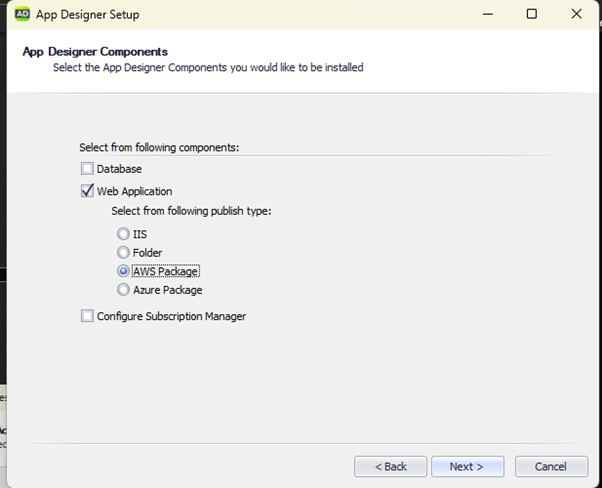 AD App Designer Setup
App Designer Components
Select the App Designer Components you would like to be installed
Select from following components:
Database
Web Application
Select from following publish type:
IIS
Folder
AWS Package
Azure Package
Configure Subscription Manager
< Back Next > Cancel